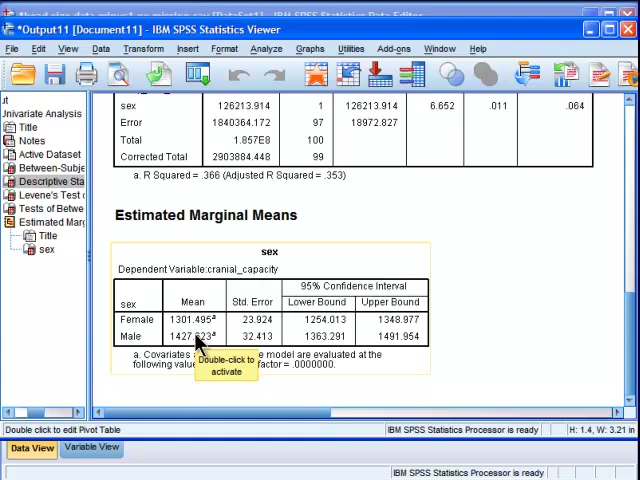 *Output11 [Document11] - IBM SPSS Statistics Viewer
File Edit View Data Transform Insert Format Analyze Graphs Utilities Add-ons Window Help
ut
nivariate Analysis
Title
Notes
Active Dataset
Between-Subje
Descriptive Sta
Levene's Test o
Tests of Betwe
Estimated Marg
Title
sex
sex 126213.914 1 126213.914 6.652 .011 .064
Error 1840364.172 97 18972.827
Total 1.857E8 100
Corrected Total 2903884.448 99
a. R Squared = .366 (Adjusted R Squared = .353)
Estimated Marginal Means
sex
Dependent Variable:cranial_capacity
95% Confidence Interval
sex Mean Std. Error Lower Bound Upper Bound
Female 1301.495a 23.924 1254.013 1348.977
Male 32.413 1363.291 1491.954
a. Covariates model are evaluated at the
following factor = .0000000.
Double-click to
activate
Double click to edit Pivot Table IBM SPSS Statistics Processor is ready H: 1.4, W: 3.21 in
Data View Variable View
IBM SPSS Statistics Processor is ready